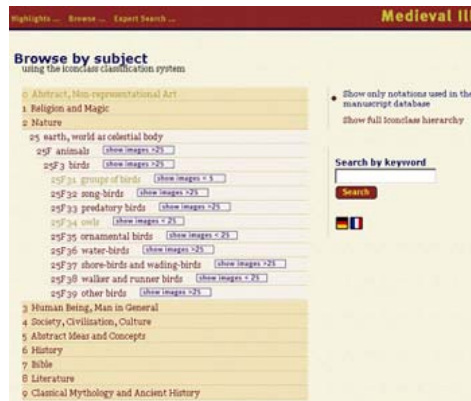 Highlights ... Browse ... Expert Search ...
Medieval Ill
Browse by subject
using the iconclass classification system
0 Abstract, Non-representational Art
1 Religion and Magic
2 Nature
25 earth, world as celestial body
25F animals show images >25
25F3 birds show images >25
25F31 groups of birds show images < 5
25F32 song-birds show images >25
25F33 predatory birds show images >25
25F34 owls show images < 25
25F35 ornamental birds show images < 25
25F36 water-birds show images >25
25F37 shore-birds and wading-birds show images >25
25F38 walker and runner birds show images < 25
25F39 other birds show images >25
3 Human Being, Man in General
4 Society, Civilization, Culture
5 Abstract Ideas and Concepts
6 History
7 Bible
8 Literature
9 Classical Mythology and Ancient History
Show only notations used in the
manuscript database
Show full Iconclass hierarchy
Search by keyword
Search